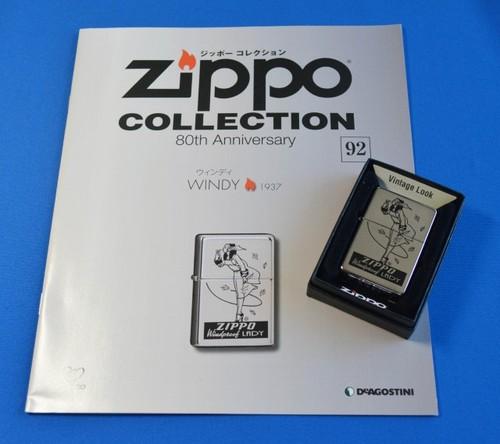 ジッポー コレクション
zippo
COLLECTION
80th Anniversary
92
ウィンディ
WINDY 1937
ZIPPO
Windproof LADY
DEAGOSTINI
Vintage Look
ZIPPO
Windproof LADY
ZIPPO